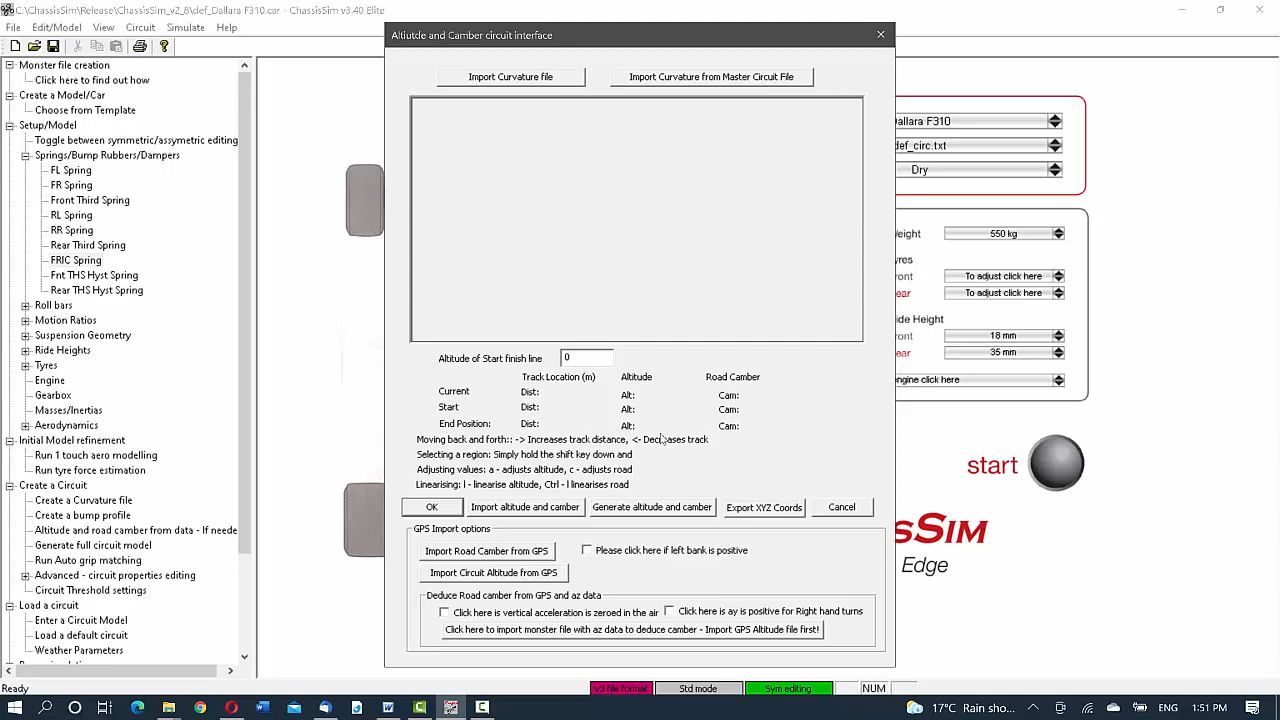 C:\ChassisSim\Release\ChassisSim_v2_8\def_Dallara F310.car - ChassisSim v3.40 Elite
File Edit/Model View Circuit Simulate Help
Monster file creation
Click here to find out how
Create a Model/Car
Choose from Template
Setup/Model
Toggle between symmetric/assymetric editing
Springs/Bump Rubbers/Dampers
FL Spring
FR Spring
Front Third Spring
RL Spring
RR Spring
Rear Third Spring
FRIC Spring
Fnt THS Hyst Spring
Rear THS Hyst Spring
Roll bars
Motion Ratios
Suspension Geometry
Ride Heights
Tyres
Engine
Gearbox
Masses/Inertias
Aerodynamics
Initial Model refinement
Run 1 touch aero modelling
Run tyre force estimation
Create a Circuit
Create a Curvature file
Create a bump profile
Altitude and road camber from data - If neede
Generate full circuit model
Run Auto grip matching
Advanced - circuit properties editing
Circuit Threshold settings
Load a circuit
Enter a Circuit Model
Load a default circuit
Weather Parameters
Altiutde and Camber circuit interface
Import Curvature file
Import Curvature from Master Circuit File
Altitude of Start finish line 0
Track Location (m) Altitude Road Camber
Current Dist: Alt: Cam:
Start Dist: Alt: Cam:
End Position: Dist: Alt: Cam:
Moving back and forth:: -> Increases track distance, <- Decreases track
Selecting a region: Simply hold the shift key down and
Adjusting values: a - adjusts altitude, c - adjusts road
Linearising: l - linearise altitude, Ctrl - l linearises road
OK Import altitude and camber Generate altitude and camber Export XYZ Coords Cancel
GPS Import options
Import Road Camber from GPS Please click here if left bank is positive
Import Circuit Altitude from GPS
Deduce Road camber from GPS and az data
Click here is vertical acceleration is zeroed in the air Click here is ay is positive for Right hand turns
Click here to import monster file with az data to deduce camber - Import GPS Altitude file first!
allara F310
def_circ.txt
Dry
eight 550 kg
yres
ront To adjust click here
ear To adjust click here
ide Height
ront 18 mm
ear 35 mm
ngine click here
start
sSim
Edge
Ready v3 file format Std mode Sym editing NUM
17°C Rain sho... ENG 1:51 PM